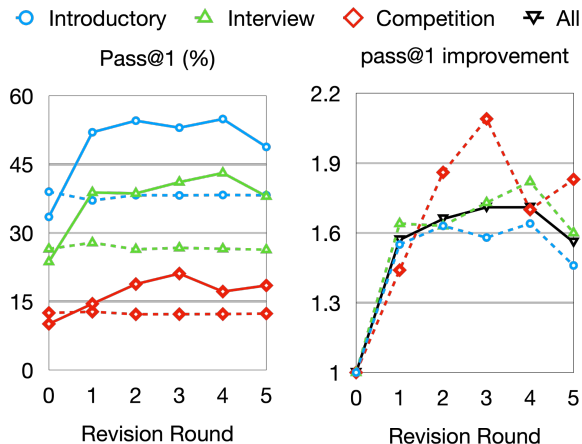 Introductory Interview Competition All
Pass@1 (%)
pass@1 improvement
60
45
30
15
0
0 1 2 3 4 5
Revision Round
2.2
1.9
1.6
1.3
1
0 1 2 3 4 5
Revision Round